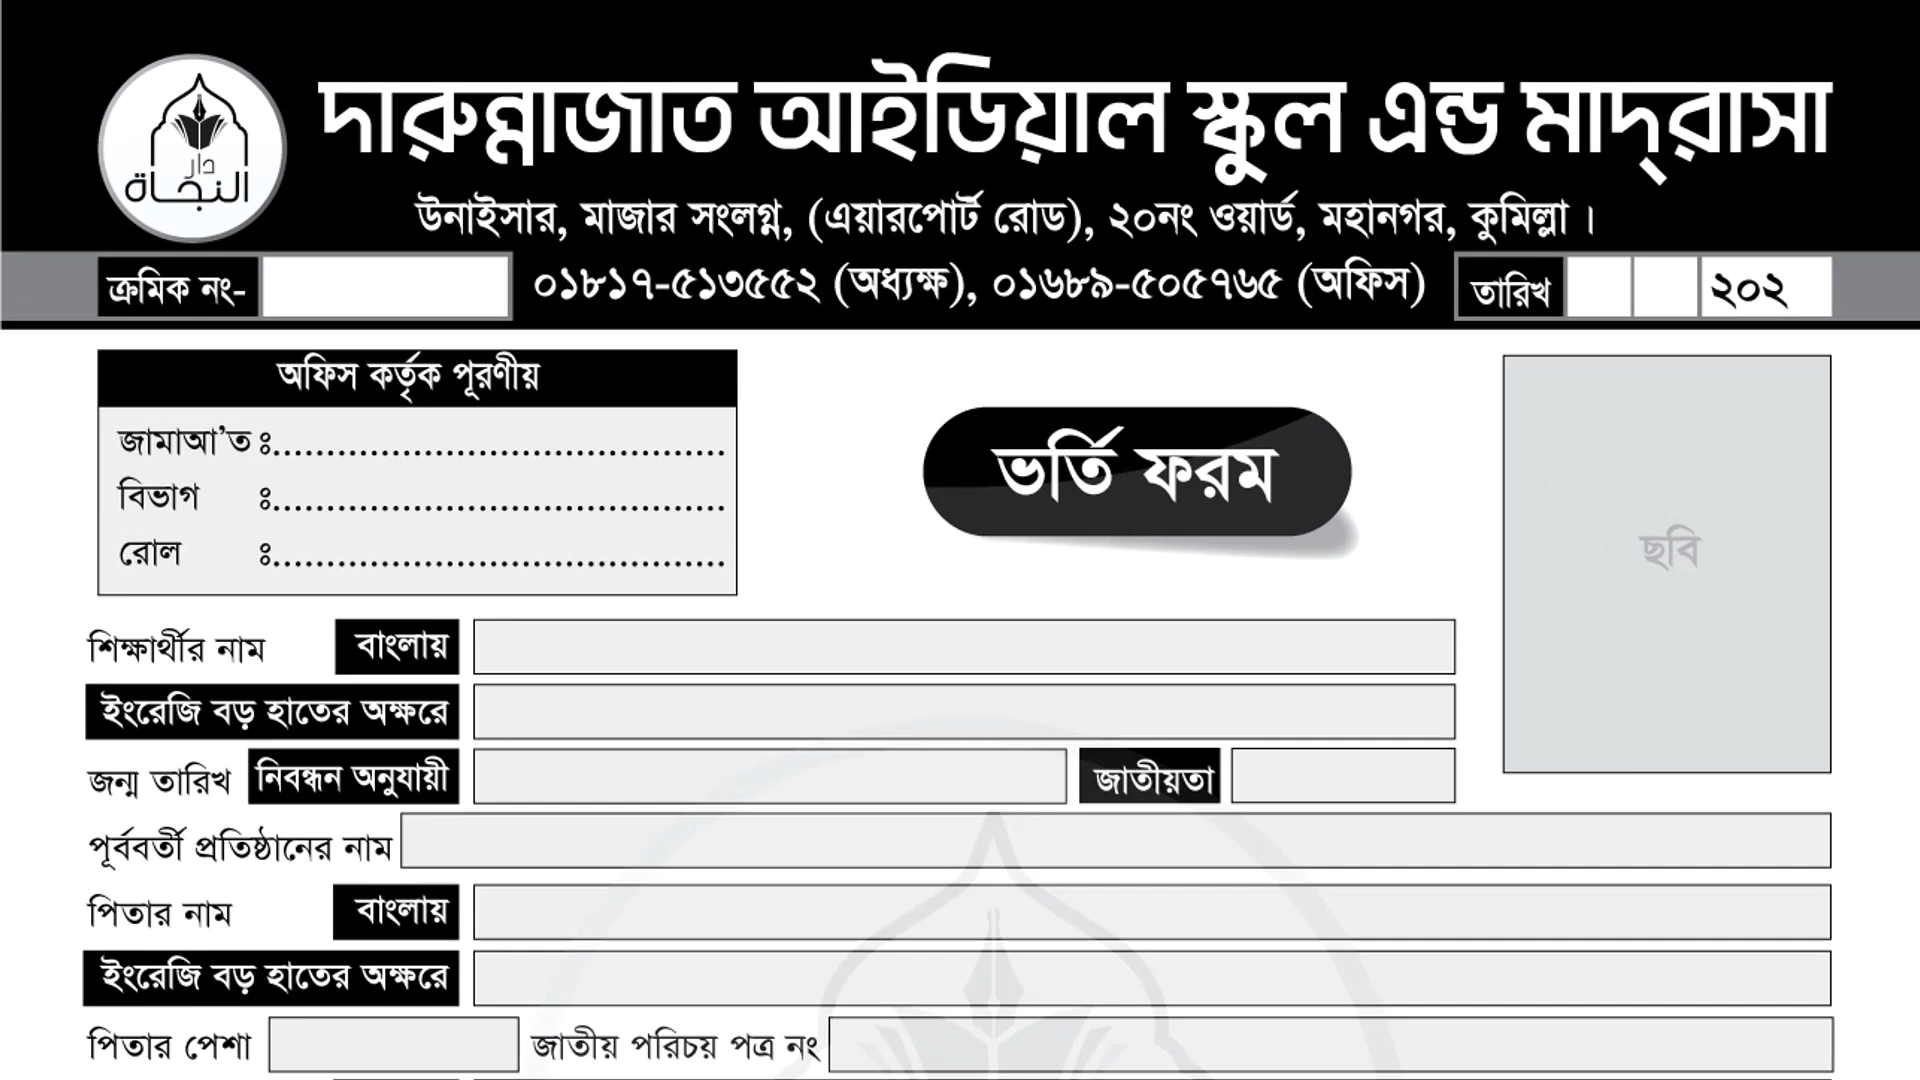 দারুন্নাজাত আইডিয়াল স্কুল এন্ড মাদ্‌রাসা
دار
النجاة
উনাইসার, মাজার সংলগ্ন, (এয়ারপোর্ট রোড), ২০নং ওয়ার্ড, মহানগর, কুমিল্লা।
ক্রমিক নং- ০১৮১৭-৫১৩৫৫২ (অধ্যক্ষ), ০১৬৮৯-৫০৫৭৬৫ (অফিস) তারিখ ২০২
অফিস কর্তৃক পূরণীয়
জামাআ’ত ঃ..........................................
বিভাগ ঃ..........................................
রোল ঃ..........................................
ভর্তি ফরম
ছবি
শিক্ষার্থীর নাম বাংলায়
ইংরেজি বড় হাতের অক্ষরে
জন্ম তারিখ নিবন্ধন অনুযায়ী জাতীয়তা
পূর্ববর্তী প্রতিষ্ঠানের নাম
পিতার নাম বাংলায়
ইংরেজি বড় হাতের অক্ষরে
পিতার পেশা জাতীয় পরিচয় পত্র নং